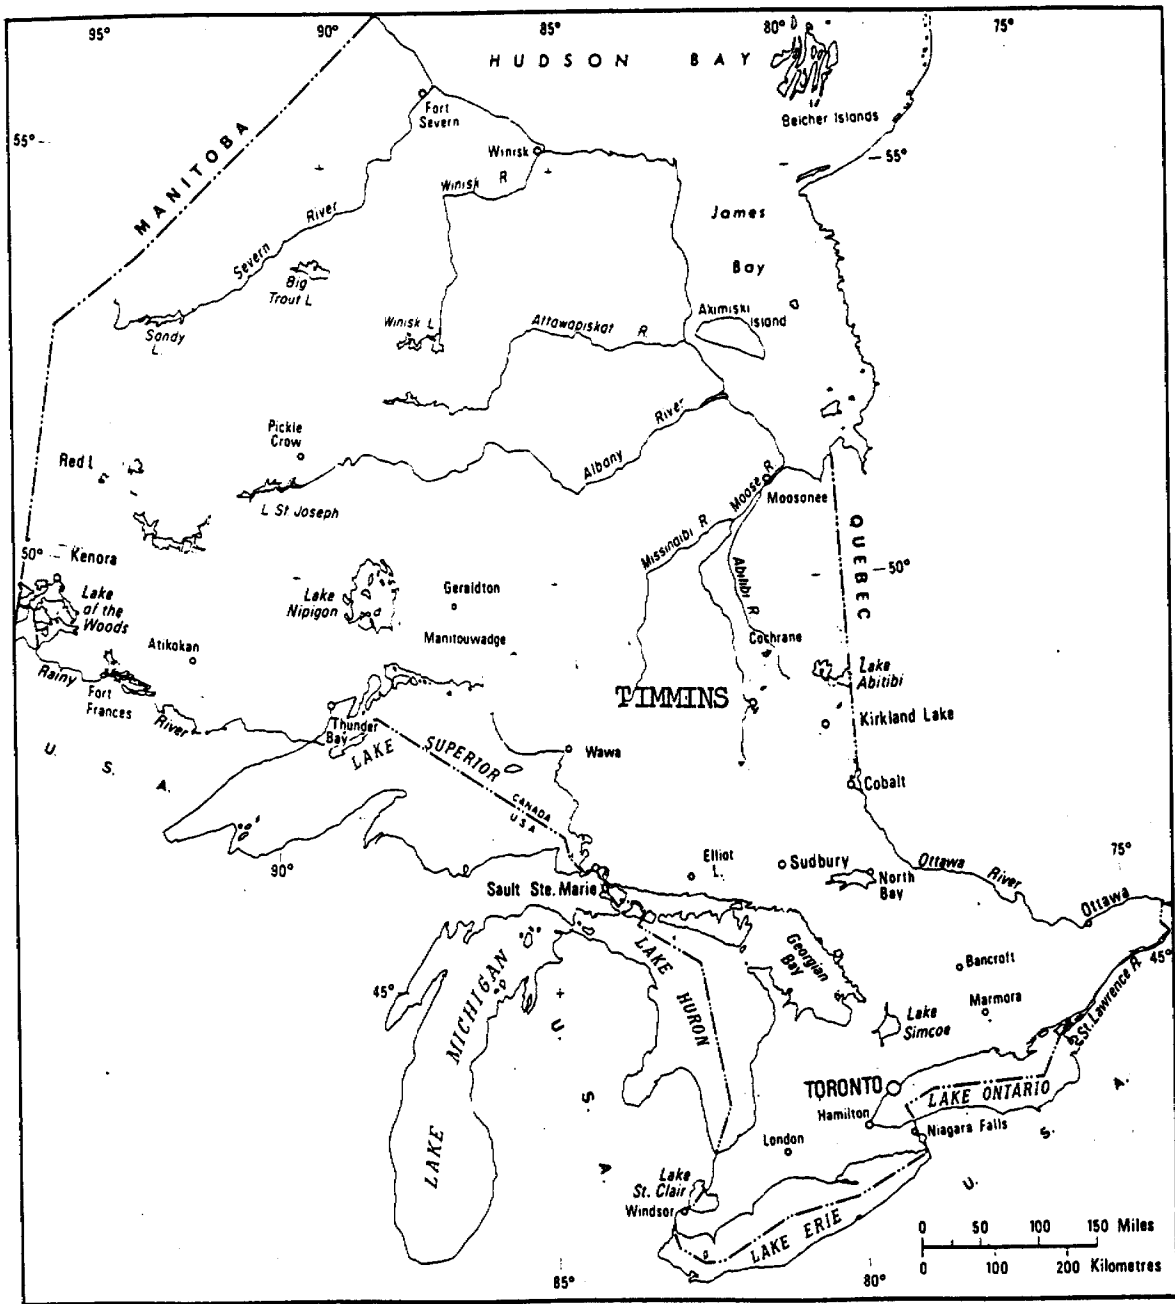 95°
90°
85°
80°
75°
HUDSON BAY
Belcher Islands
Fort
Severn
MANITOBA
55°
Winisk
55°
Winisk R
James
Bay
Severn River
Big
Trout L
Akimiski
Island
Sandy
L.
Winisk L
Attawapiskat R
Pickle
Crow
Albany River
Red L
L St Joseph
Moose R
Moosonee
Missinaibi R
QUEBEC
50°
Kenora
50°
Abilibi R
Lake
of the
Woods
Lake
Nipigon
Geraldton
Manitouwadge
Cochrane
Atikokan
Rainy
River
Fort
Frances
Lake
Abitibi
TIMMINS
Kirkland Lake
Thunder
Bay
LAKE SUPERIOR
Wawa
U. S. A.
Cobalt
CANADA
U S A
90°
Elliot
L.
Sudbury
North
Bay
Ottawa River
75°
Sault Ste. Marie
Ottawa
LAKE HURON
Georgian
Bay
Bancroft
45°
45°
LAKE MICHIGAN
Marmora
St. Lawrence R.
Lake
Simcoe
U. S. A.
TORONTO
LAKE ONTARIO
Hamilton
Niagara Falls
London
U. S. A.
Lake
St. Clair
Windsor
LAKE ERIE
0 50 100 150 Miles
0 100 200 Kilometres
85°
80°